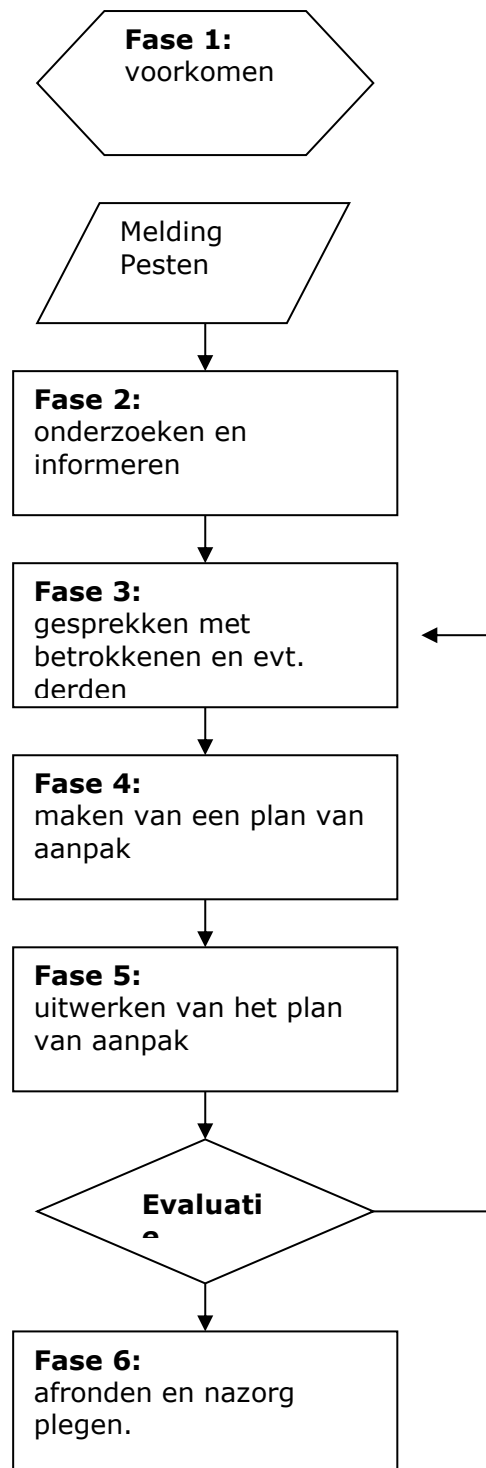 Fase 1:
voorkomen
Melding
Pesten
Fase 2:
onderzoeken en
informeren
Fase 3:
gesprekken met
betrokkenen en evt.
derden
Fase 4:
maken van een plan van
aanpak
Fase 5:
uitwerken van het plan
van aanpak
Evaluati
e
Fase 6:
afronden en nazorg
plegen.